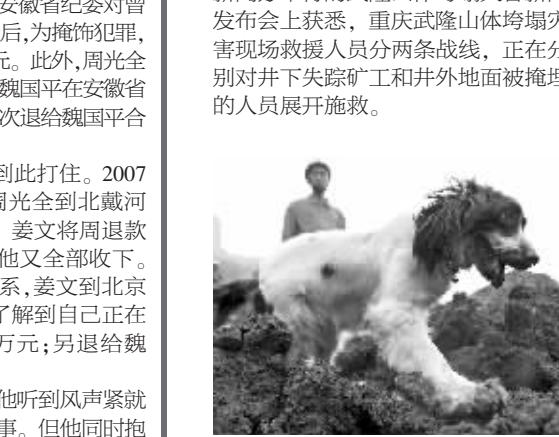 安徽省纪委对曾
后,为掩饰犯罪,
元。此外,周光全
魏国平在安徽省
次退给魏国平合
到此打住。2007
周光全到北戴河
姜文将周退款
他又全部收下。
系,姜文到北京
了解到自己正在
万元;另退给魏
他听到风声紧就
事。但他同时抱
发布会上获悉,重庆武隆山体垮塌灾
害现场救援人员分两条战线,正在分
别对井下失踪矿工和井外地面被掩埋
的人员展开施救。